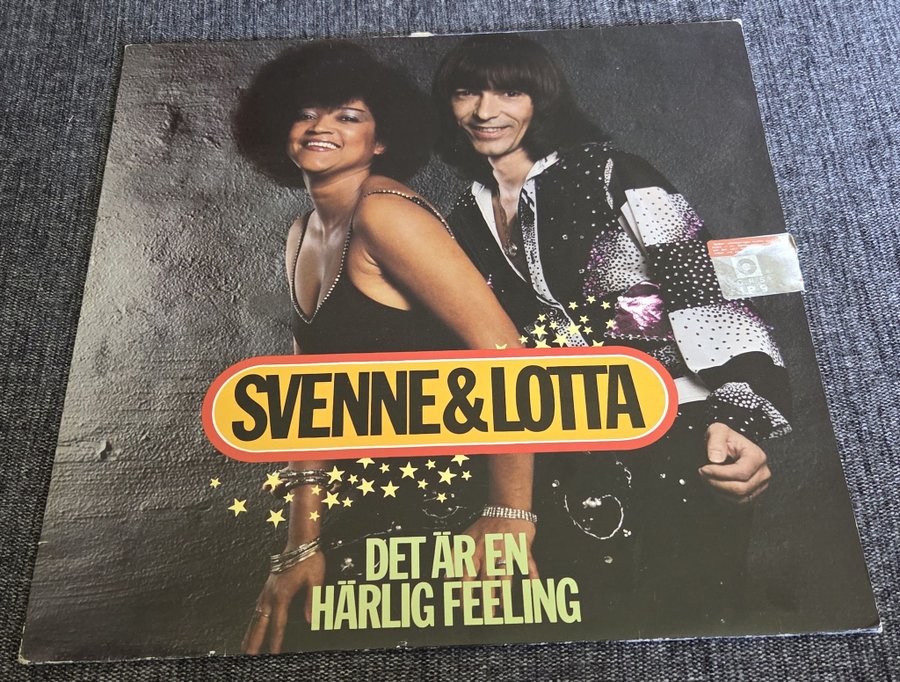 SVENNE & LOTTA
DET ÄR EN
HÄRLIG FEELING